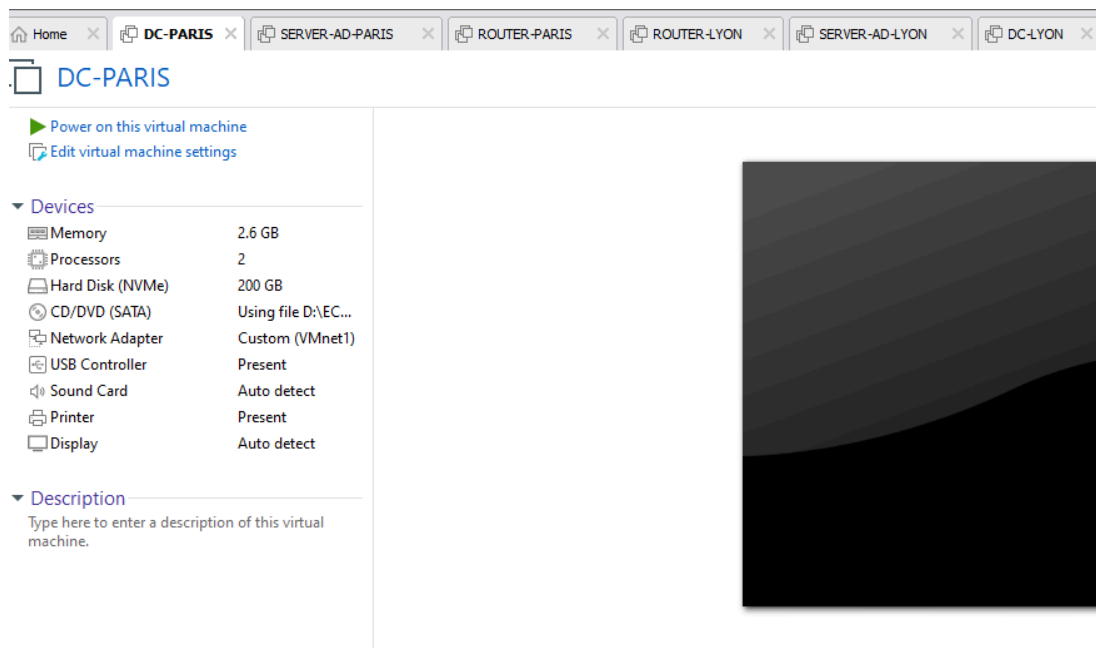 Home DC-PARIS SERVER-AD-PARIS ROUTER-PARIS ROUTER-LYON SERVER-AD-LYON DC-LYON
DC-PARIS
Power on this virtual machine
Edit virtual machine settings
Devices
Memory 2.6 GB
Processors 2
Hard Disk (NVMe) 200 GB
CD/DVD (SATA) Using file D:\EC...
Network Adapter Custom (VMnet1)
USB Controller Present
Sound Card Auto detect
Printer Present
Display Auto detect
Description
Type here to enter a description of this virtual
machine.